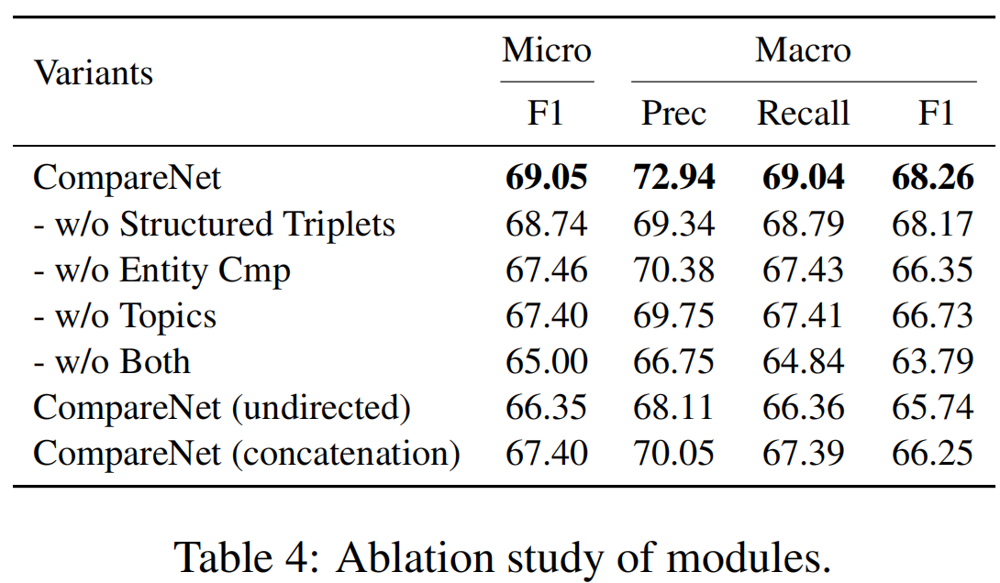 Variants Micro Macro
F1 Prec Recall F1
CompareNet 69.05 72.94 69.04 68.26
- w/o Structured Triplets 68.74 69.34 68.79 68.17
- w/o Entity Cmp 67.46 70.38 67.43 66.35
- w/o Topics 67.40 69.75 67.41 66.73
- w/o Both 65.00 66.75 64.84 63.79
CompareNet (undirected) 66.35 68.11 66.36 65.74
CompareNet (concatenation) 67.40 70.05 67.39 66.25
Table 4: Ablation study of modules.